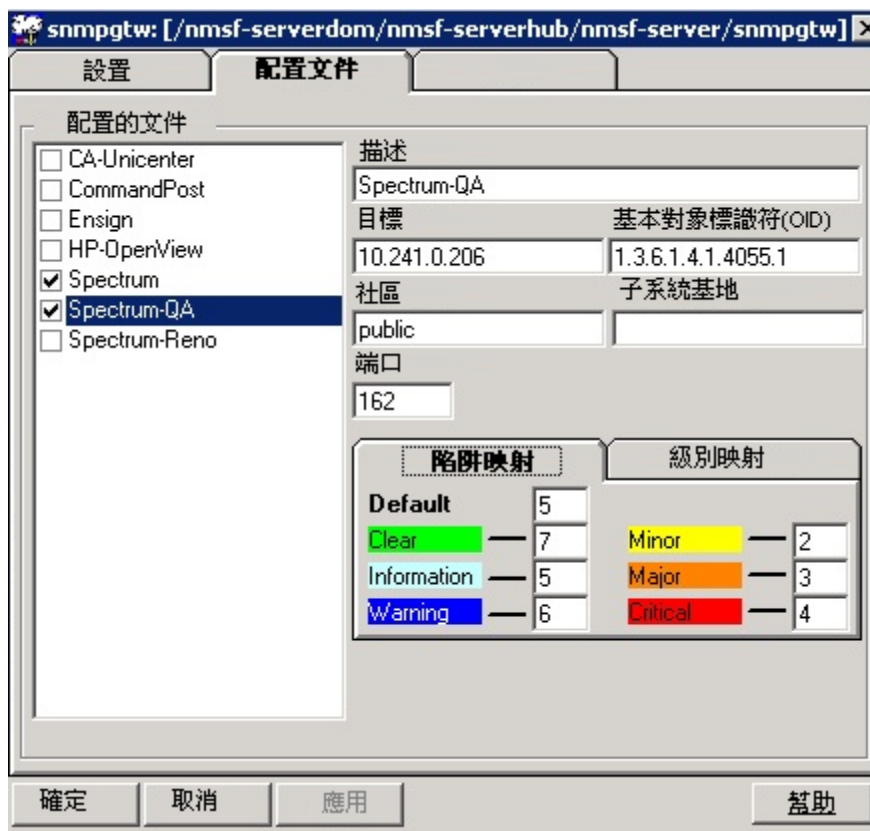 snmpgtw: [/nmsf-serverdom/nmsf-serverhub/nmsf-server/snmpgtw]
設置
配置文件
配置的文件
CA-Unicenter
CommandPost
Ensign
HP-OpenView
Spectrum
Spectrum-QA
Spectrum-Reno
描述
Spectrum-QA
目標
基本對象標識符(OID)
10.241.0.206
1.3.6.1.4.1.4055.1
社區
子系統基地
public
端口
162
陷阱映射
級別映射
Default 5
Clear 7
Minor 2
Information 5
Major 3
Warning 6
Critical 4
確定
取消
應用
幫助